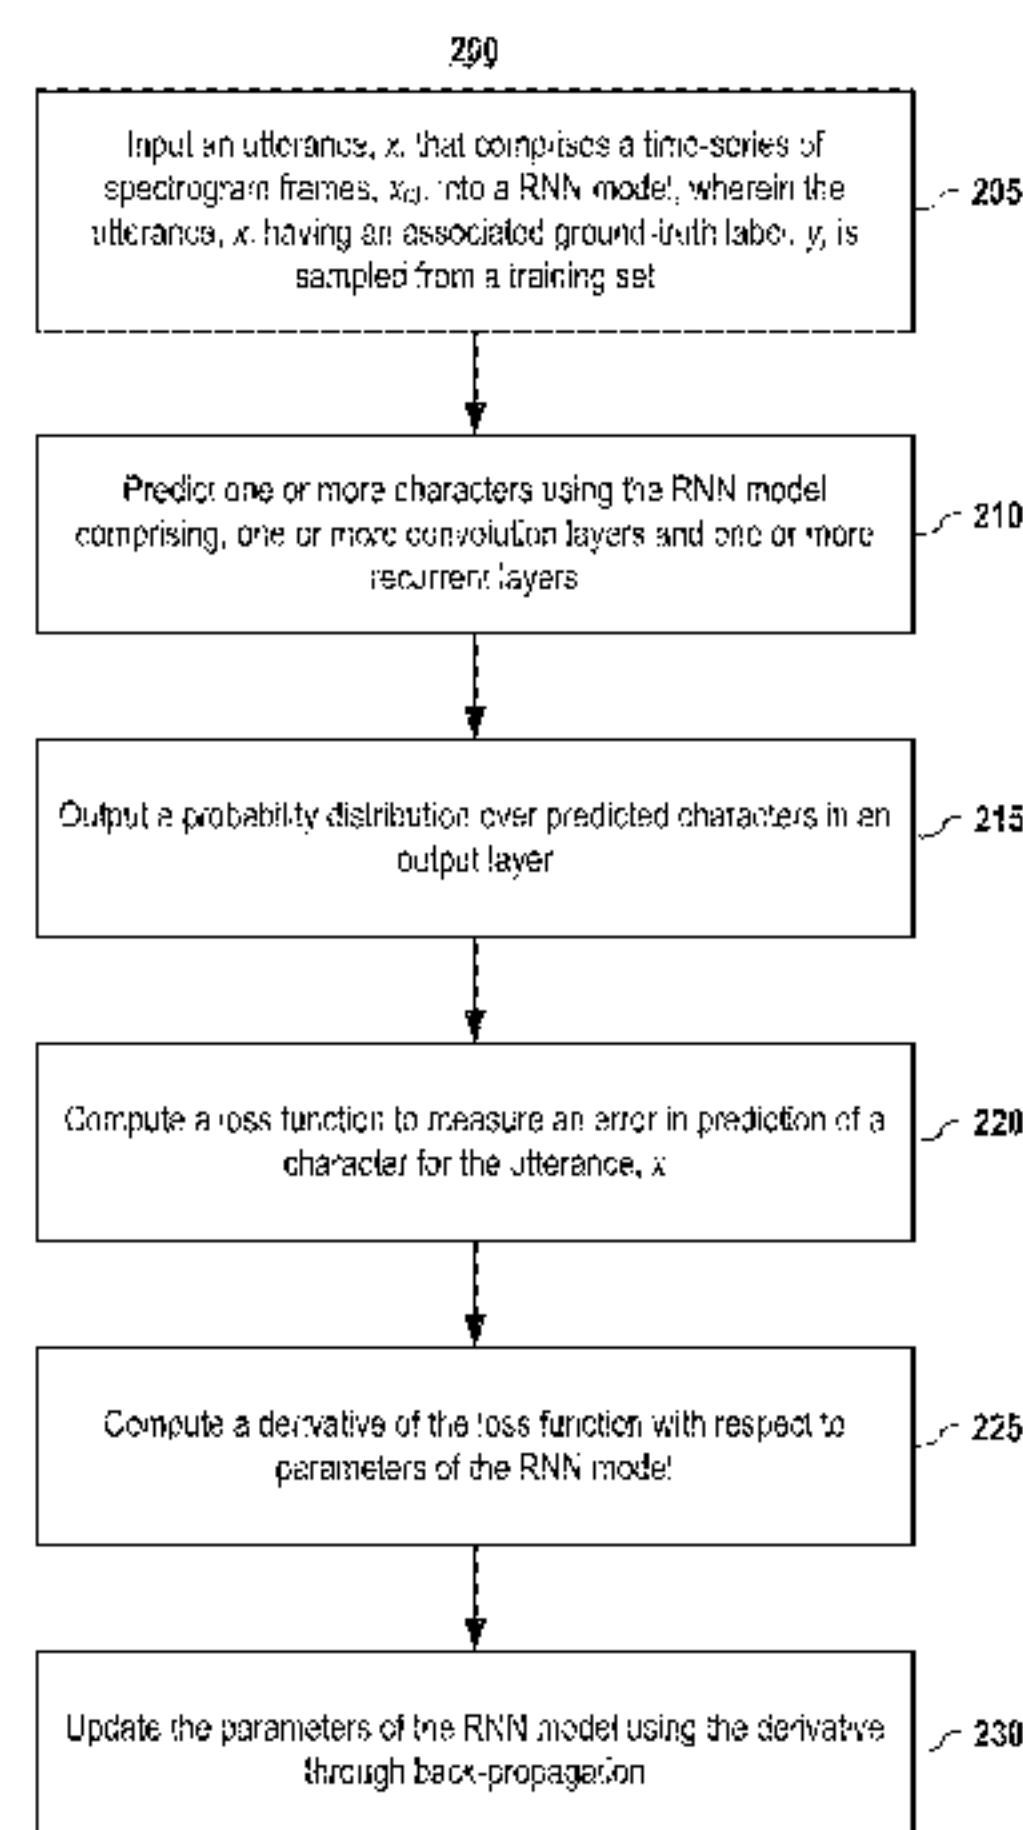 200
Input an utterance, x, that comprises a time-series of
spectrogram frames, into a RNN model, wherein the
utterance, x, having an associated ground-truth label, y, is
sampled from a training set
205
Predict one or more characters using the RNN model
comprising, one or more convolution layers and one or more
recurrent layers
210
Output a probability distribution over predicted characters in an
output layer
215
Compute a loss function to measure an error in prediction of a
character for the utterance, x
220
Compute a derivative of the loss function with respect to
parameters of the RNN model
225
Update the parameters of the RNN model using the derivative
through back-propagation
230